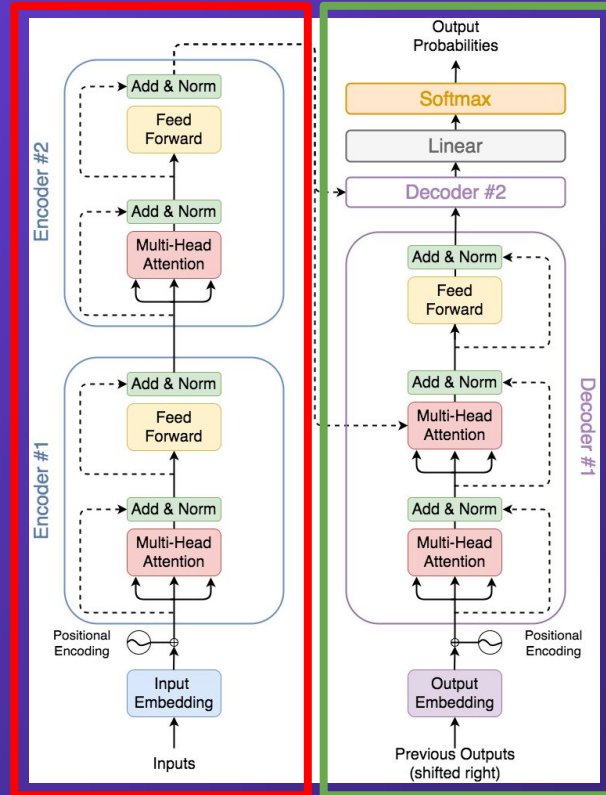 Encoder #2
Add & Norm
Feed
Forward
Add & Norm
Multi-Head
Attention
Encoder #1
Add & Norm
Feed
Forward
Add & Norm
Multi-Head
Attention
Positional
Encoding
Input
Embedding
Inputs
Output
Probabilities
Softmax
Linear
Decoder #2
Decoder #1
Add & Norm
Feed
Forward
Add & Norm
Multi-Head
Attention
Add & Norm
Multi-Head
Attention
Positional
Encoding
Output
Embedding
Previous Outputs
(shifted right)